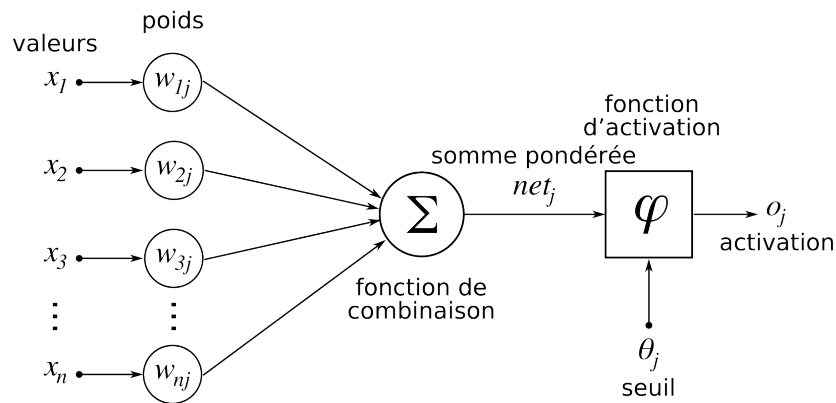 poids
valeurs
x₁
w₁ⱼ
fonction
d'activation
x₂
w₂ⱼ
somme pondérée
netⱼ
Σ
φ
oⱼ
activation
x₃
w₃ⱼ
fonction de
combinaison
⋮
⋮
θⱼ
seuil
xₙ
wₙⱼ